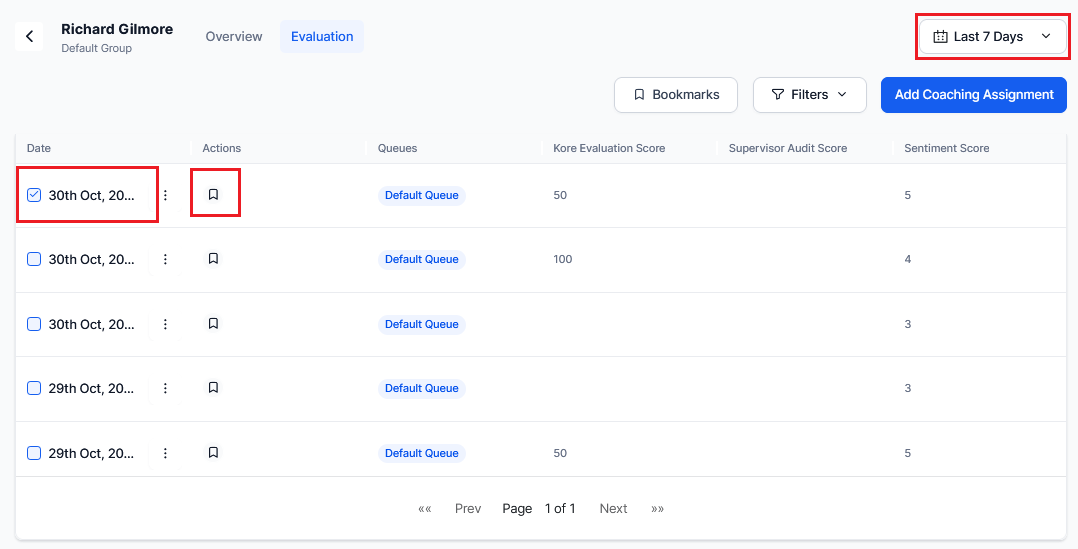 Richard Gilmore
Default Group
Overview Evaluation
Last 7 Days
Bookmarks Filters Add Coaching Assignment
Date Actions Queues Kore Evaluation Score Supervisor Audit Score Sentiment Score
30th Oct, 20... Default Queue 50 5
30th Oct, 20... Default Queue 100 4
30th Oct, 20... Default Queue 3
29th Oct, 20... Default Queue 3
29th Oct, 20... Default Queue 50 5
«« Prev Page 1 of 1 Next »»